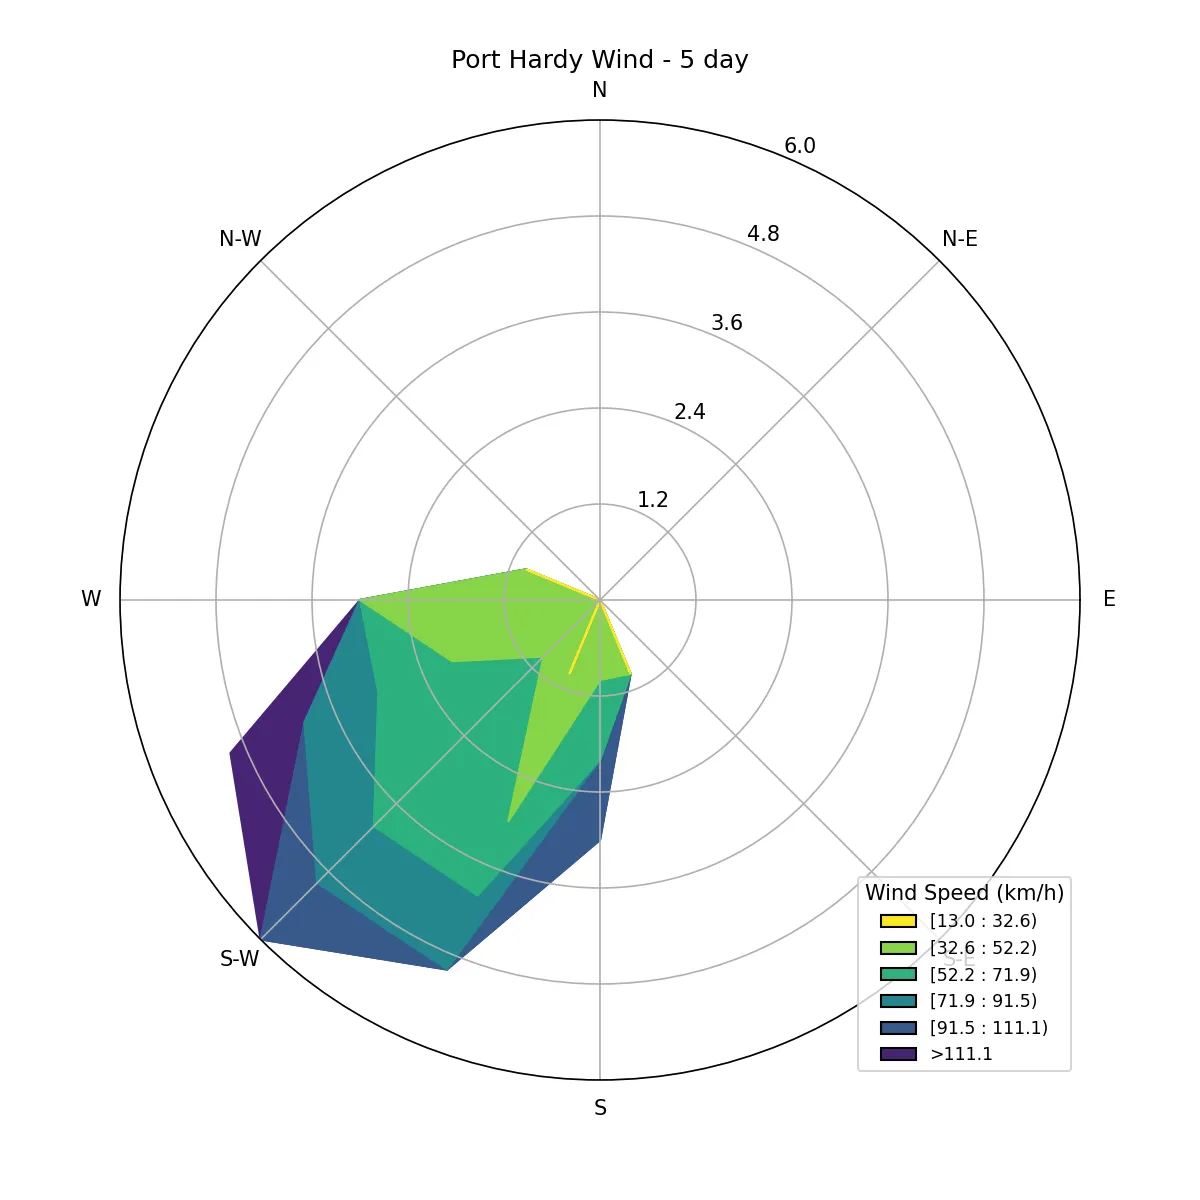 Port Hardy Wind - 5 day
N
6.0
N-W
N-E
4.8
3.6
2.4
1.2
W
E
S-W
S-E
S
Wind Speed (km/h)
[13.0 : 32.6)
[32.6 : 52.2)
[52.2 : 71.9)
[71.9 : 91.5)
[91.5 : 111.1)
>111.1